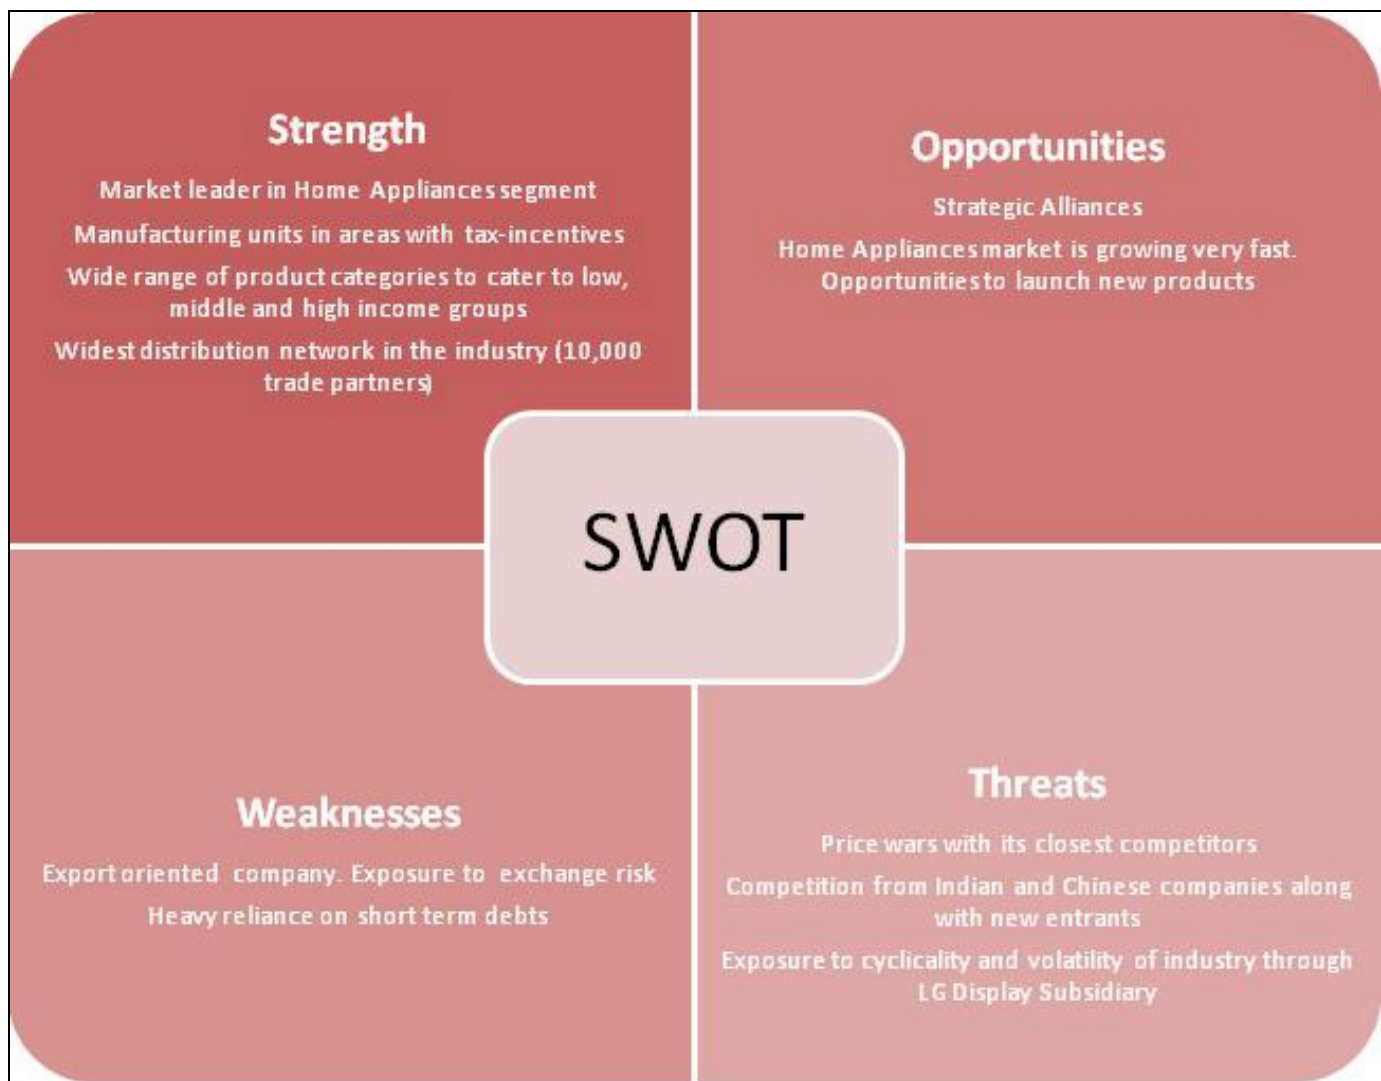 Strength
Market leader in Home Appliances segment
Manufacturing units in areas with tax-incentives
Wide range of product categories to cater to low,
middle and high income groups
Widest distribution network in the industry (10,000
trade partners)
Opportunities
Strategic Alliances
Home Appliances market is growing very fast.
Opportunities to launch new products
SWOT
Weaknesses
Export oriented company. Exposure to exchange risk
Heavy reliance on short term debts
Threats
Price wars with its closest competitors
Competition from Indian and Chinese companies along
with new entrants
Exposure to cyclicality and volatility of industry through
LG Display Subsidiary